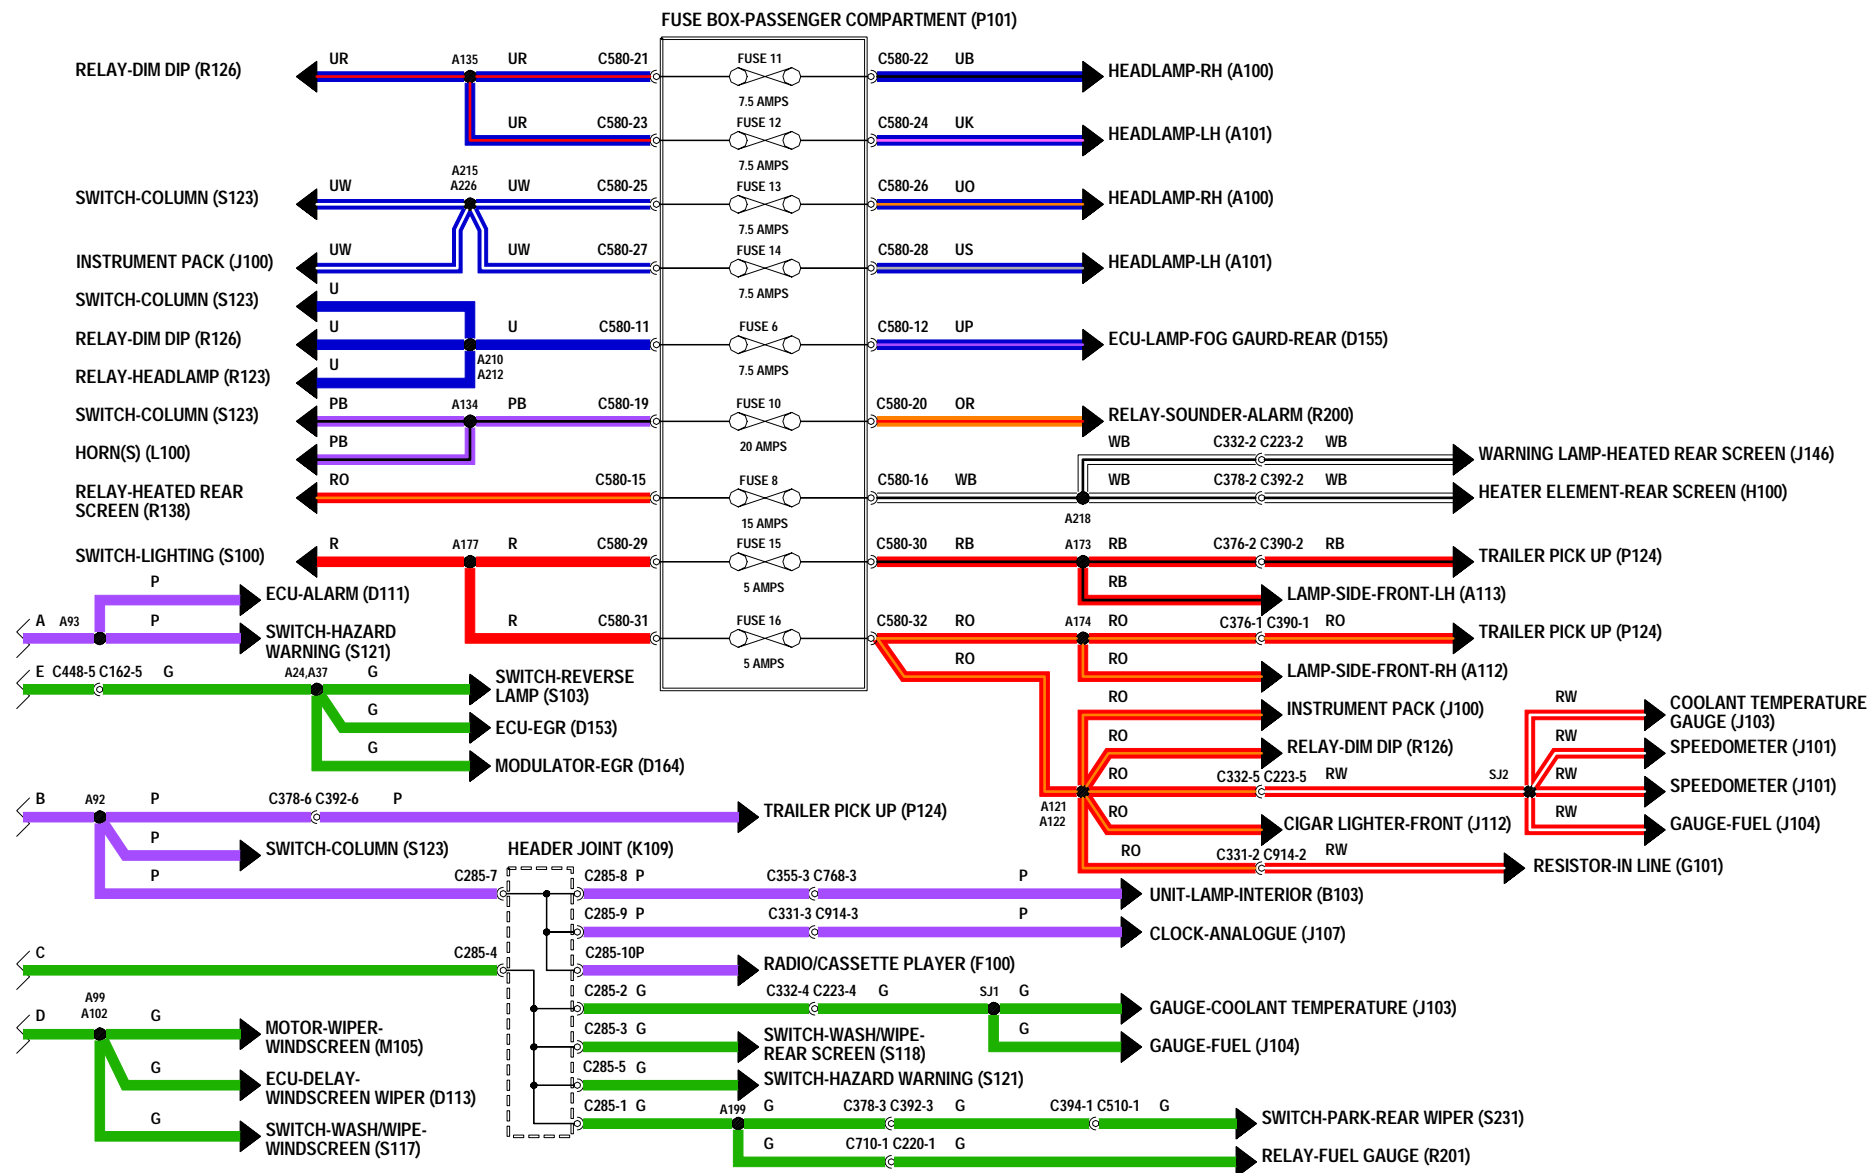 FUSE BOX-PASSENGER COMPARTMENT (P101)
RELAY-DIM DIP (R126) UR A135 UR C580-21 FUSE 11 7.5 AMPS C580-22 UB HEADLAMP-RH (A100)
UR C580-23 FUSE 12 7.5 AMPS C580-24 UK HEADLAMP-LH (A101)
SWITCH-COLUMN (S123) UW A215 A226 UW C580-25 FUSE 13 7.5 AMPS C580-26 UO HEADLAMP-RH (A100)
INSTRUMENT PACK (J100) UW UW C580-27 FUSE 14 7.5 AMPS C580-28 US HEADLAMP-LH (A101)
SWITCH-COLUMN (S123) U
RELAY-DIM DIP (R126) U U C580-11 FUSE 6 7.5 AMPS C580-12 UP ECU-LAMP-FOG GAURD-REAR (D155)
A210
A212
RELAY-HEADLAMP (R123) U
SWITCH-COLUMN (S123) PB A134 PB C580-19 FUSE 10 20 AMPS C580-20 OR RELAY-SOUNDER-ALARM (R200)
HORN(S) (L100) PB
WB C332-2 C223-2 WB WARNING LAMP-HEATED REAR SCREEN (J146)
RELAY-HEATED REAR
SCREEN (R138)
RO C580-15 FUSE 8 15 AMPS C580-16 WB A218 WB C378-2 C392-2 WB HEATER ELEMENT-REAR SCREEN (H100)
SWITCH-LIGHTING (S100) R A177 R C580-29 FUSE 15 5 AMPS C580-30 RB A173 RB C376-2 C390-2 RB TRAILER PICK UP (P124)
RB LAMP-SIDE-FRONT-LH (A113)
R C580-31 FUSE 16 5 AMPS C580-32 RO A174 RO C376-1 C390-1 RO TRAILER PICK UP (P124)
RO RO LAMP-SIDE-FRONT-RH (A112)
RO INSTRUMENT PACK (J100)
RO RELAY-DIM DIP (R126)
A121
A122
RO C332-5 C223-5 RW SJ2
RW COOLANT TEMPERATURE
GAUGE (J103)
RW SPEEDOMETER (J101)
RW SPEEDOMETER (J101)
RW GAUGE-FUEL (J104)
RO CIGAR LIGHTER-FRONT (J112)
RO C331-2 C914-2 RW RESISTOR-IN LINE (G101)
A A93 P ECU-ALARM (D111)
P SWITCH-HAZARD
WARNING (S121)
E C448-5 C162-5 G A24,A37 G SWITCH-REVERSE
LAMP (S103)
G ECU-EGR (D153)
G MODULATOR-EGR (D164)
B A92 P C378-6 C392-6 P TRAILER PICK UP (P124)
P SWITCH-COLUMN (S123)
HEADER JOINT (K109)
P C285-7 C285-8 P C355-3 C768-3 P UNIT-LAMP-INTERIOR (B103)
C285-9 P C331-3 C914-3 P CLOCK-ANALOGUE (J107)
C C285-4 C285-10P RADIO/CASSETTE PLAYER (F100)
C285-2 G C332-4 C223-4 G SJ1 G GAUGE-COOLANT TEMPERATURE (J103)
G GAUGE-FUEL (J104)
C285-3 G SWITCH-WASH/WIPE-
REAR SCREEN (S118)
C285-5 G SWITCH-HAZARD WARNING (S121)
C285-1 G A199 G C378-3 C392-3 G C394-1 C510-1 G SWITCH-PARK-REAR WIPER (S231)
G C710-1 C220-1 G RELAY-FUEL GAUGE (R201)
D A99 A102 G MOTOR-WIPER-
WINDSCREEN (M105)
G ECU-DELAY-
WINDSCREEN WIPER (D113)
G SWITCH-WASH/WIPE-
WINDSCREEN (S117)